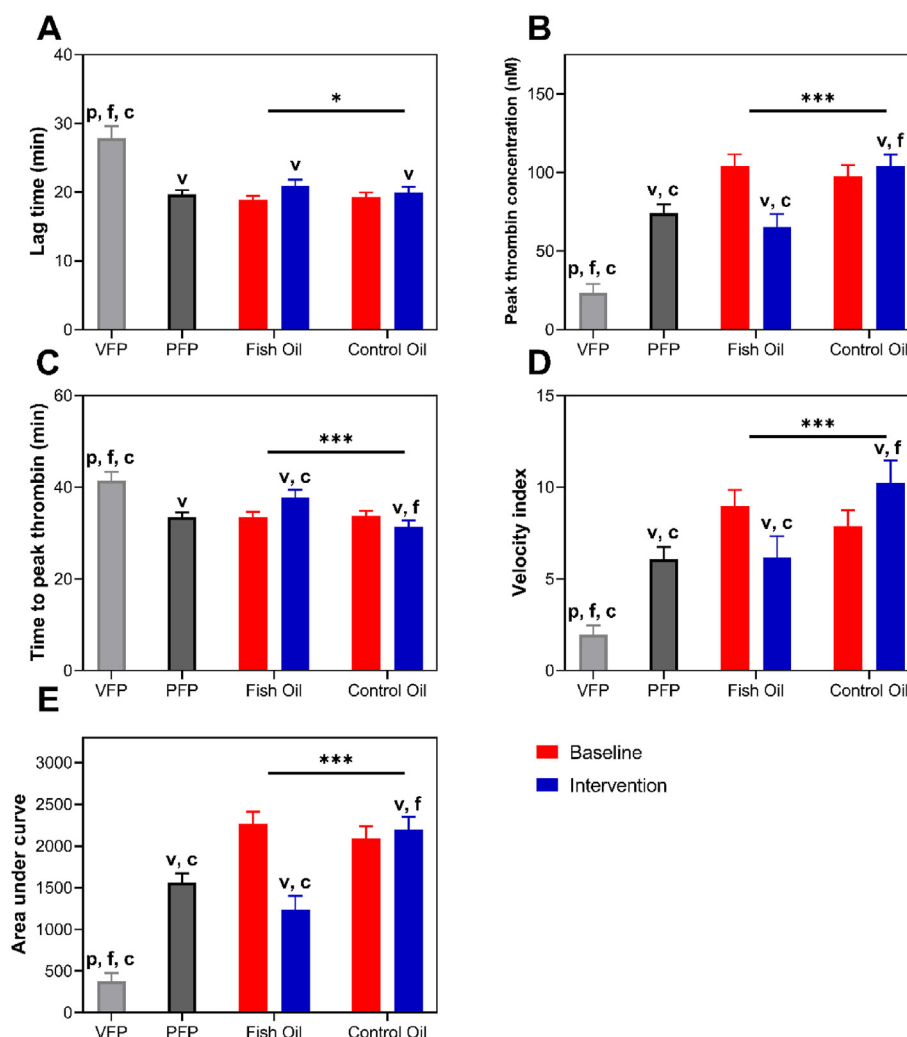 A
Lag time (min)
40
30
20
10
0
p, f, c
v
v
v
*
VFP
PFP
Fish Oil
Control Oil
B
Peak thrombin concentration (nM)
150
100
50
0
p, f, c
v, c
v, c
v, f
***
VFP
PFP
Fish Oil
Control Oil
C
Time to peak thrombin (min)
60
40
20
0
p, f, c
v
v, c
v, f
***
VFP
PFP
Fish Oil
Control Oil
D
Velocity index
15
10
5
0
p, f, c
v, c
v, c
v, f
***
VFP
PFP
Fish Oil
Control Oil
E
Area under curve
3000
2500
2000
1500
1000
500
0
p, f, c
v, c
v, c
v, f
***
VFP
PFP
Fish Oil
Control Oil
Baseline
Intervention